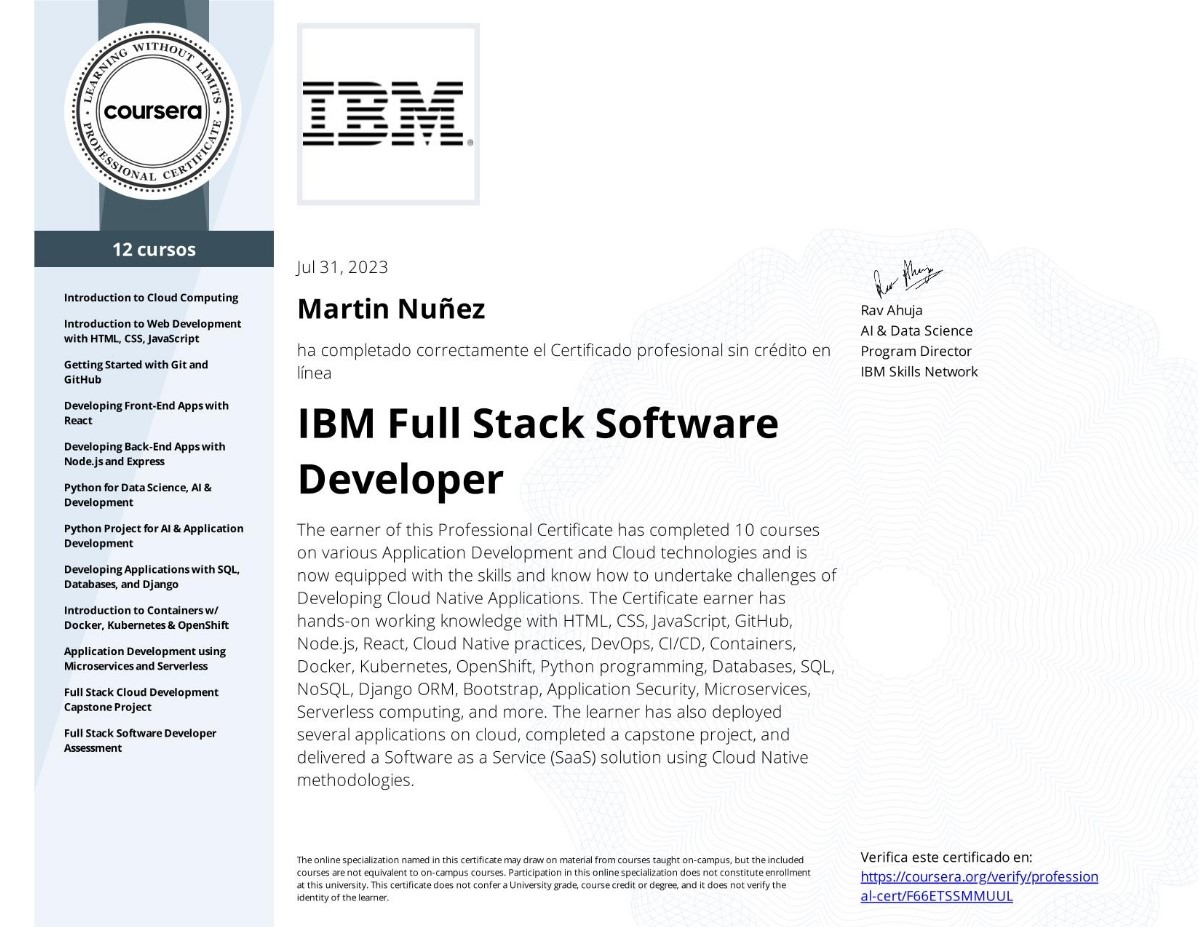 LEARNING WITHOUT LIMITS
coursera
PROFESSIONAL CERTIFICATE
12 cursos
Introduction to Cloud Computing
Introduction to Web Development
with HTML, CSS, JavaScript
Getting Started with Git and
GitHub
Developing Front-End Apps with
React
Developing Back-End Apps with
Node.js and Express
Python for Data Science, AI &
Development
Python Project for AI & Application
Development
Developing Applications with SQL,
Databases, and Django
Introduction to Containers w/
Docker, Kubernetes & OpenShift
Application Development using
Microservices and Serverless
Full Stack Cloud Development
Capstone Project
Full Stack Software Developer
Assessment
IBM®
Jul 31, 2023
Martin Nuñez
ha completado correctamente el Certificado profesional sin crédito en
línea
IBM Full Stack Software
Developer
The earner of this Professional Certificate has completed 10 courses
on various Application Development and Cloud technologies and is
now equipped with the skills and know how to undertake challenges of
Developing Cloud Native Applications. The Certificate earner has
hands-on working knowledge with HTML, CSS, JavaScript, GitHub,
Node.js, React, Cloud Native practices, DevOps, CI/CD, Containers,
Docker, Kubernetes, OpenShift, Python programming, Databases, SQL,
NoSQL, Django ORM, Bootstrap, Application Security, Microservices,
Serverless computing, and more. The learner has also deployed
several applications on cloud, completed a capstone project, and
delivered a Software as a Service (SaaS) solution using Cloud Native
methodologies.
The online specialization named in this certificate may draw on material from courses taught on-campus, but the included
courses are not equivalent to on-campus courses. Participation in this online specialization does not constitute enrollment
at this university. This certificate does not confer a University grade, course credit or degree, and it does not verify the
identity of the learner.
Rav Ahuja
Rav Ahuja
AI & Data Science
Program Director
IBM Skills Network
Verifica este certificado en:
https://coursera.org/verify/profession
al-cert/F66ETSSMMUUL